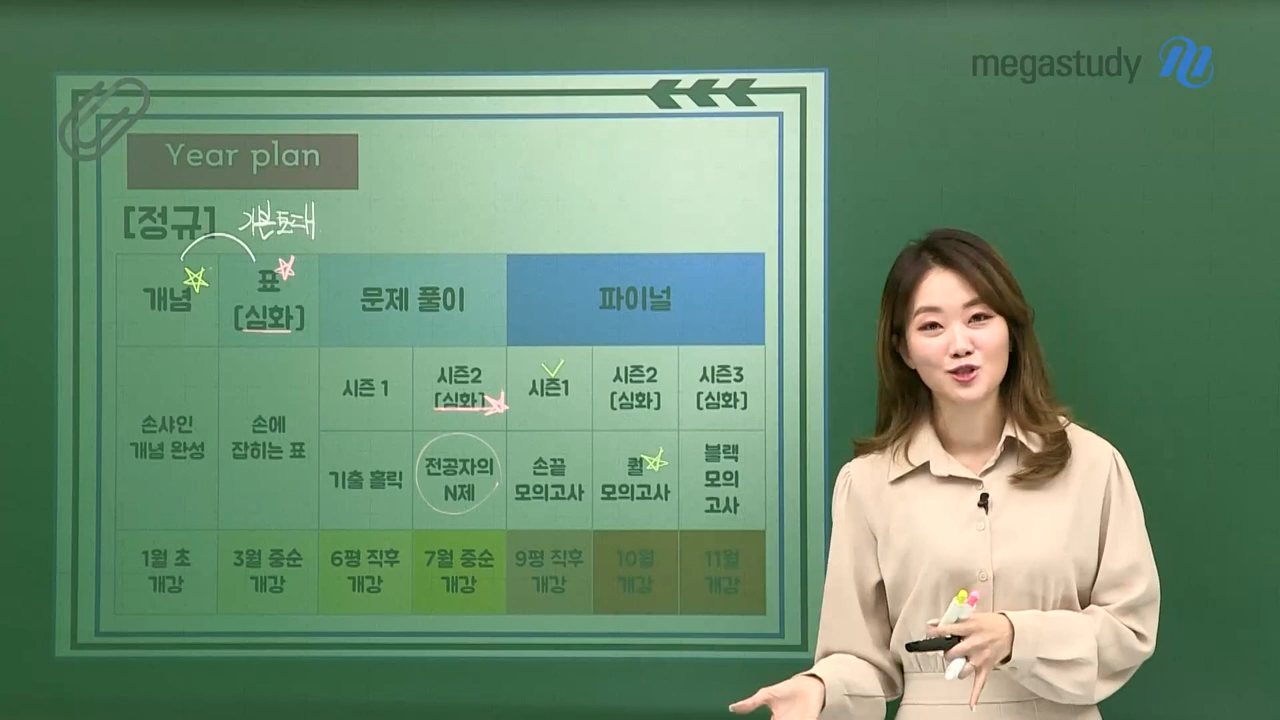 megastudy
Year plan
[정규] 기본토대
개념
표
[심화]
문제 풀이
파이널
손샤인
개념 완성
손에
잡히는 표
시즌 1
시즌2
[심화]
시즌1
시즌2
[심화]
시즌3
[심화]
기출 홀릭
전공자의
N제
손끝
모의고사
퀄
모의고사
블랙
모의
고사
1월 초
개강
3월 중순
개강
6평 직후
개강
7월 중순
개강
9평 직후
개강
10월
개강
11월
개강